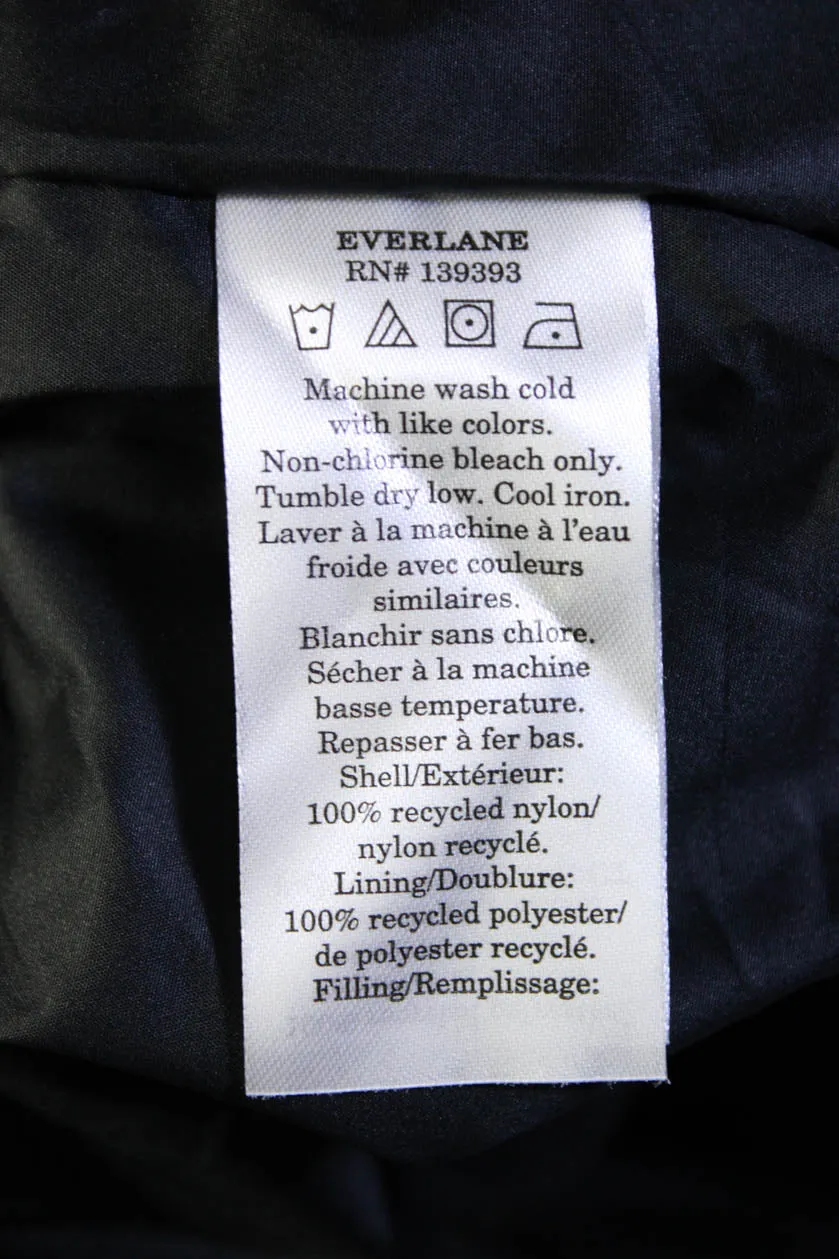 EVERLANE
RN# 139393
Machine wash cold
with like colors.
Non-chlorine bleach only.
Tumble dry low. Cool iron.
Laver à la machine à l'eau
froide avec couleurs
similaires.
Blanchir sans chlore.
Sécher à la machine
basse temperature.
Repasser à fer bas.
Shell/Extérieur:
100% recycled nylon/
nylon recyclé.
Lining/Doublure:
100% recycled polyester/
de polyester recyclé.
Filling/Remplissage: